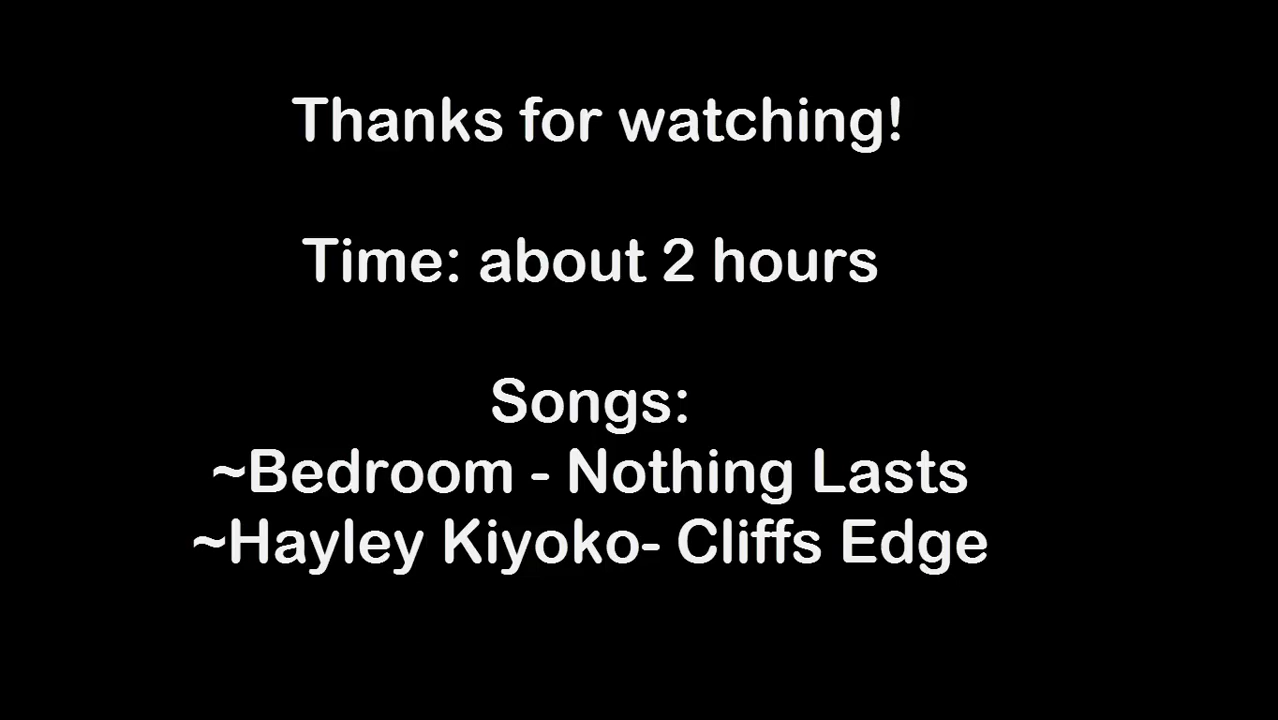 Thanks for watching!
Time: about 2 hours
Songs:
~Bedroom - Nothing Lasts
~Hayley Kiyoko- Cliffs Edge